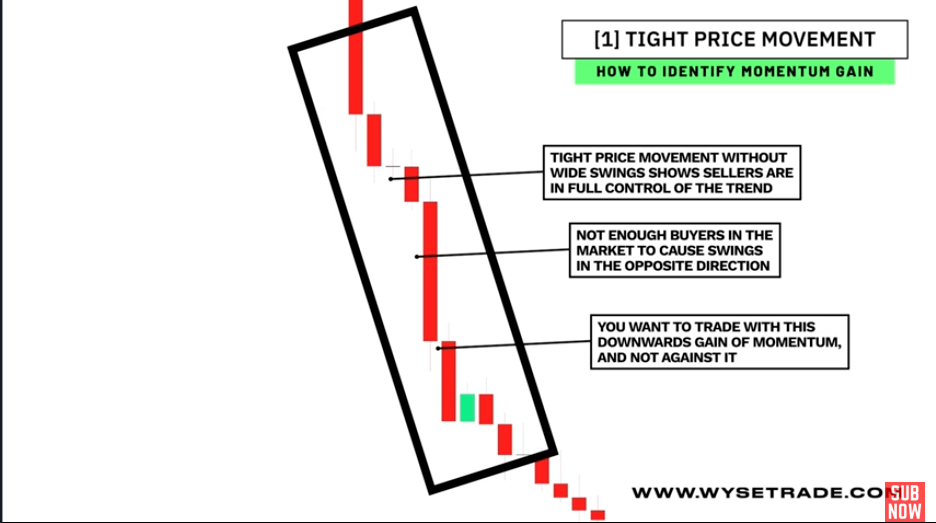 [1] TIGHT PRICE MOVEMENT
HOW TO IDENTIFY MOMENTUM GAIN
TIGHT PRICE MOVEMENT WITHOUT
WIDE SWINGS SHOWS SELLERS ARE
IN FULL CONTROL OF THE TREND
NOT ENOUGH BUYERS IN THE
MARKET TO CAUSE SWINGS
IN THE OPPOSITE DIRECTION
YOU WANT TO TRADE WITH THIS
DOWNWARDS GAIN OF MOMENTUM,
AND NOT AGAINST IT
WWW.WYSETRADE.COM
SUB
NOW